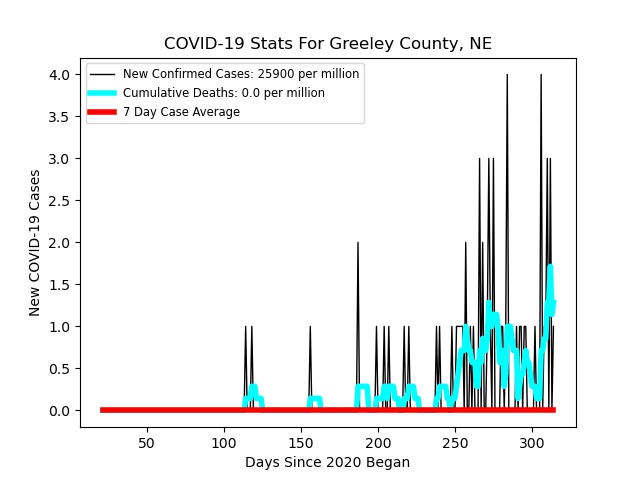 COVID-19 Stats For Greeley County, NE
New Confirmed Cases: 25900 per million
Cumulative Deaths: 0.0 per million
7 Day Case Average
4.0
3.5
3.0
2.5
2.0
1.5
1.0
0.5
0.0
New COVID-19 Cases
50 100 150 200 250 300
Days Since 2020 Began